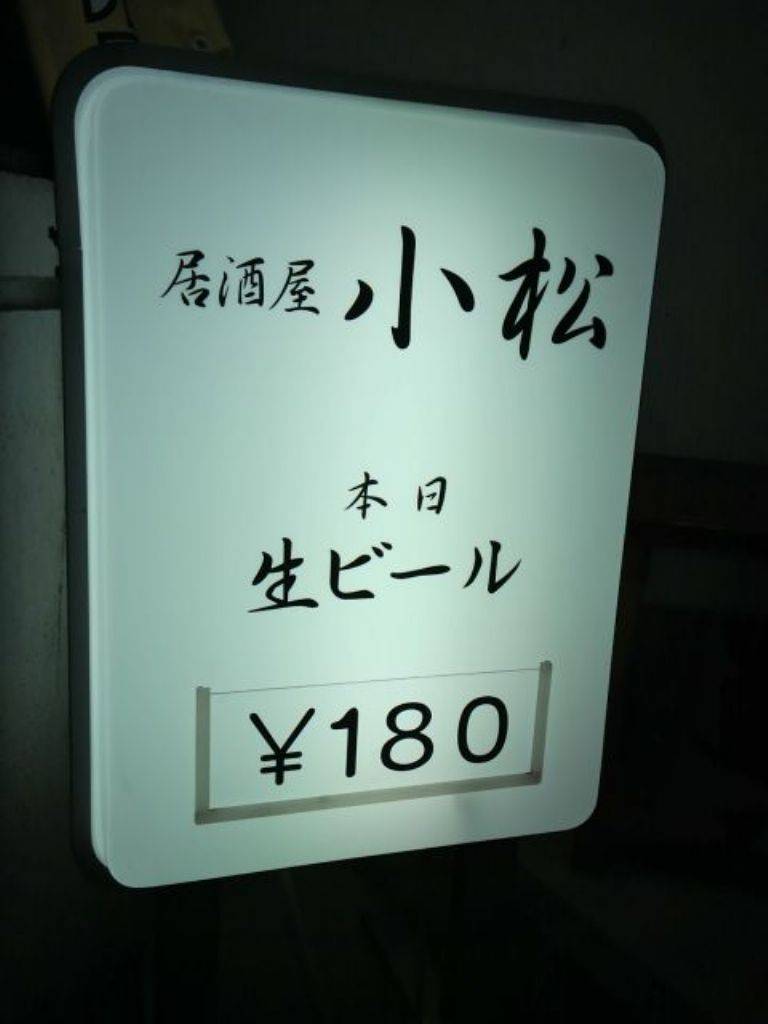 居酒屋 小松
本日
生ビール
¥180